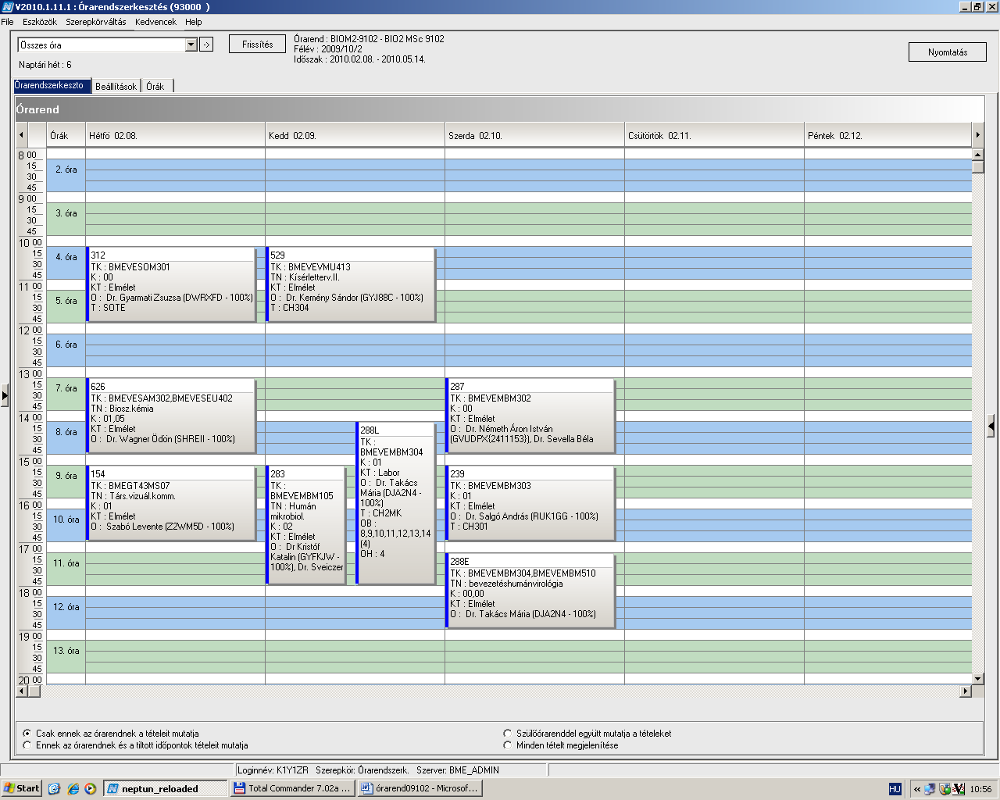 V2010.1.11.1 : Órarendszerkesztés (93000  )
File Eszközök Szerepkörváltás Kedvencek Help
Összes óra
->
Frissítés
Órarend : BIOM2-9102 - BIO2 MSc 9102
Félév : 2009/10/2
Időszak : 2010.02.08. - 2010.05.14.
Nyomtatás
Naptári hét : 6
Órarendszerkeszto Beállítások Órák
Órarend
Órák Hétfő 02.08. Kedd 02.09. Szerda 02.10. Csütörtök 02.11. Péntek 02.12.
8 00
15
30
45
2. óra
9 00
15
30
45
3. óra
10 00
15
30
45
4. óra
11 00
15
30
45
5. óra
12 00
15
30
45
6. óra
13 00
15
30
45
7. óra
14 00
15
30
45
8. óra
15 00
15
30
45
9. óra
16 00
15
30
45
10. óra
17 00
15
30
45
11. óra
18 00
15
30
45
12. óra
19 00
15
30
45
13. óra
20 00
312
TK : BMEVESOM301
K : 00
KT : Elmélet
O : Dr. Gyarmati Zsuzsa (DWRXFD - 100%)
T : SOTE
626
TK : BMEVESAM302,BMEVESEU402
TN : Biosz.kémia
K : 01,05
KT : Elmélet
O : Dr. Wagner Ödön (SHREII - 100%)
154
TK : BMEGT43MS07
TN : Társ.vizuál.komm.
K : 01
KT : Elmélet
O : Szabó Levente (Z2WM5D - 100%)
529
TK : BMEVEVMU413
TN : Kísérletterv.II.
KT : Elmélet
O : Dr. Kemény Sándor (GYJ88C - 100%)
T : CH304
283
TK :
BMEVEMBM105
TN : Humán
mikrobiol.
K : 02
KT : Elmélet
O : Dr Kristóf
Katalin (GYFKJW -
100%), Dr. Sveiczer
288L
TK :
BMEVEMBM304
K : 01
KT : Labor
O : Dr. Takács
Mária (DJA2N4 -
100%)
T : CH2MK
OB :
8,9,10,11,12,13,14
(4)
OH : 4
287
TK : BMEVEMBM302
K : 00
KT : Elmélet
O : Dr. Németh Áron István
(GVUDPX{2411153}), Dr. Sevella Béla
239
TK : BMEVEMBM303
K : 01
KT : Elmélet
O : Dr. Salgó András (RUK1GG - 100%)
T : CH301
288E
TK : BMEVEMBM304,BMEVEMBM510
TN : bevezetéshumánvirológia
K : 00,00
KT : Elmélet
O : Dr. Takács Mária (DJA2N4 - 100%)
Csak ennek az órarendnek a tételeit mutatja
Ennek az órarendnek és a tiltott időpontok tételeit mutatja
Szülőórarenddel együtt mutatja a tételeket
Minden tételt megjelenítése
Loginnév: K1Y1ZR Szerepkör: Órarendszerk. Szerver: BME_ADMIN
Start neptun_reloaded Total Commander 7.02a ... órarend09102 - Microsof... HU « 10:56